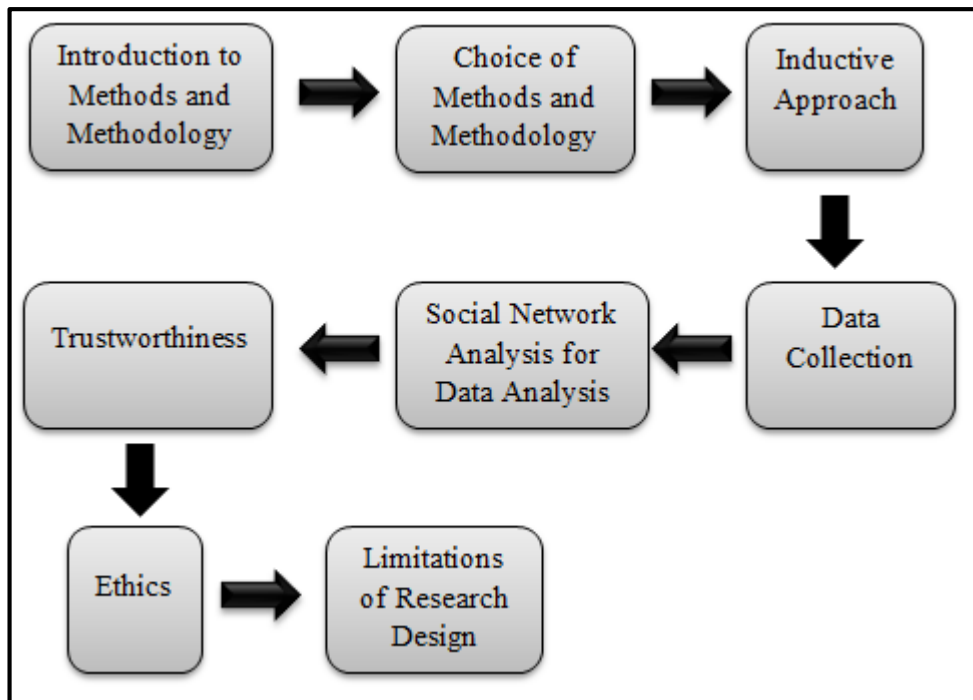 Introduction to
Methods and
Methodology
Choice of
Methods and
Methodology
Inductive
Approach
Data
Collection
Social Network
Analysis for
Data Analysis
Trustworthiness
Ethics
Limitations
of Research
Design